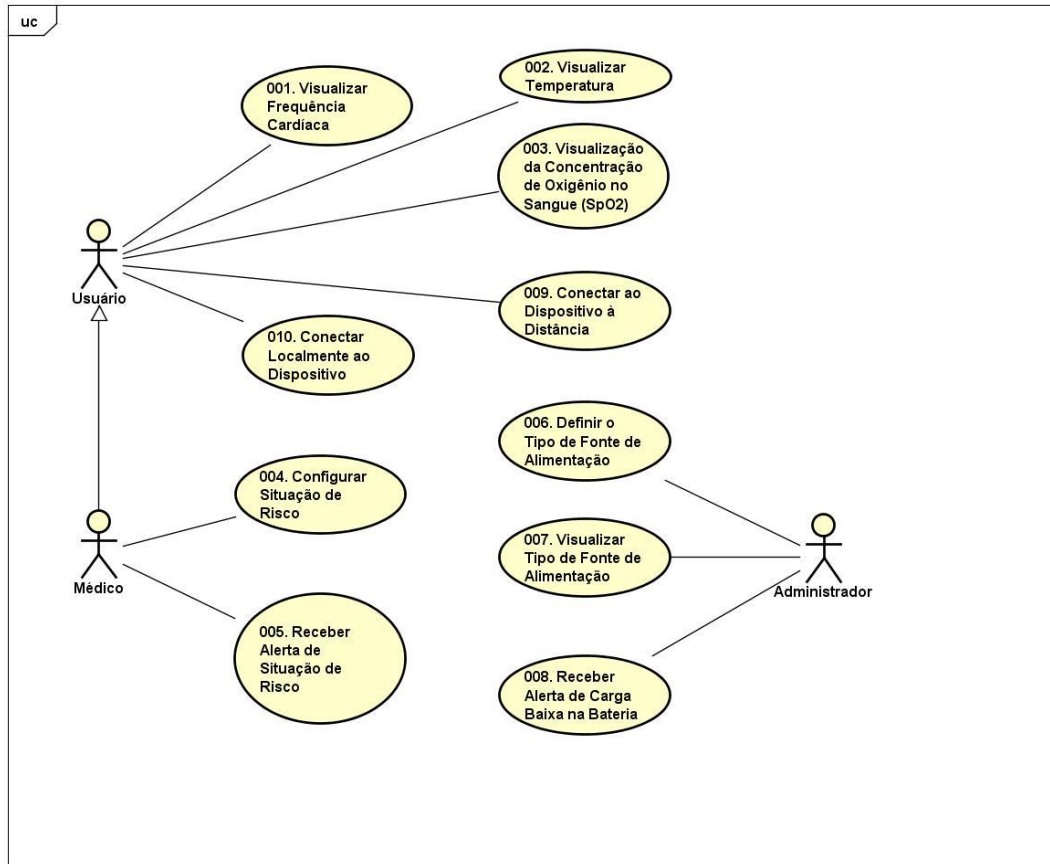 uc
001. Visualizar
Frequência
Cardíaca
002. Visualizar
Temperatura
003. Visualização
da Concentração
de Oxigênio no
Sangue (SpO2)
Usuário
009. Conectar ao
Dispositivo à
Distância
010. Conectar
Localmente ao
Dispositivo
006. Definir o
Tipo de Fonte de
Alimentação
004. Configurar
Situação de
Risco
007. Visualizar
Tipo de Fonte de
Alimentação
Médico
Administrador
005. Receber
Alerta de
Situação de
Risco
008. Receber
Alerta de Carga
Baixa na Bateria